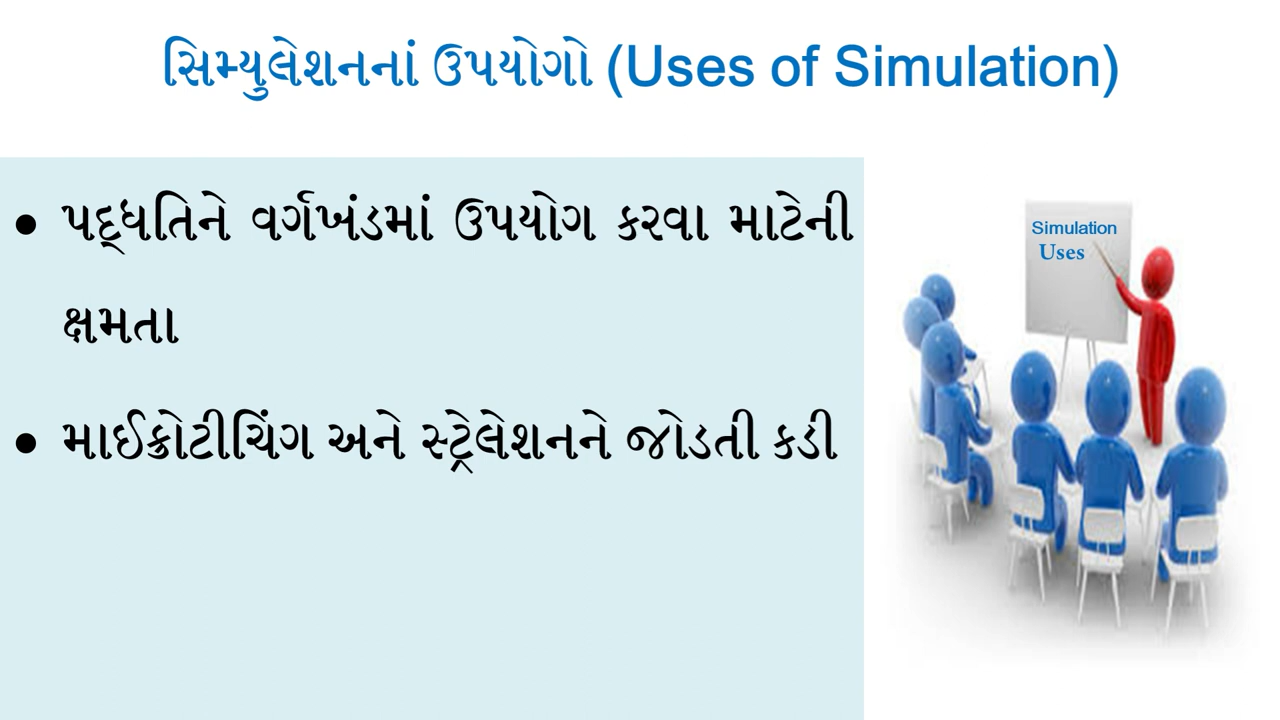 સિમ્યુલેશનનાં ઉપયોગો (Uses of Simulation)
• પદ્ધતિને વર્ગખંડમાં ઉપયોગ કરવા માટેની
ક્ષમતા
• માઈક્રોટીચિંગ અને સ્ટ્રેલેશનને જોડતી કડી
Simulation
Uses